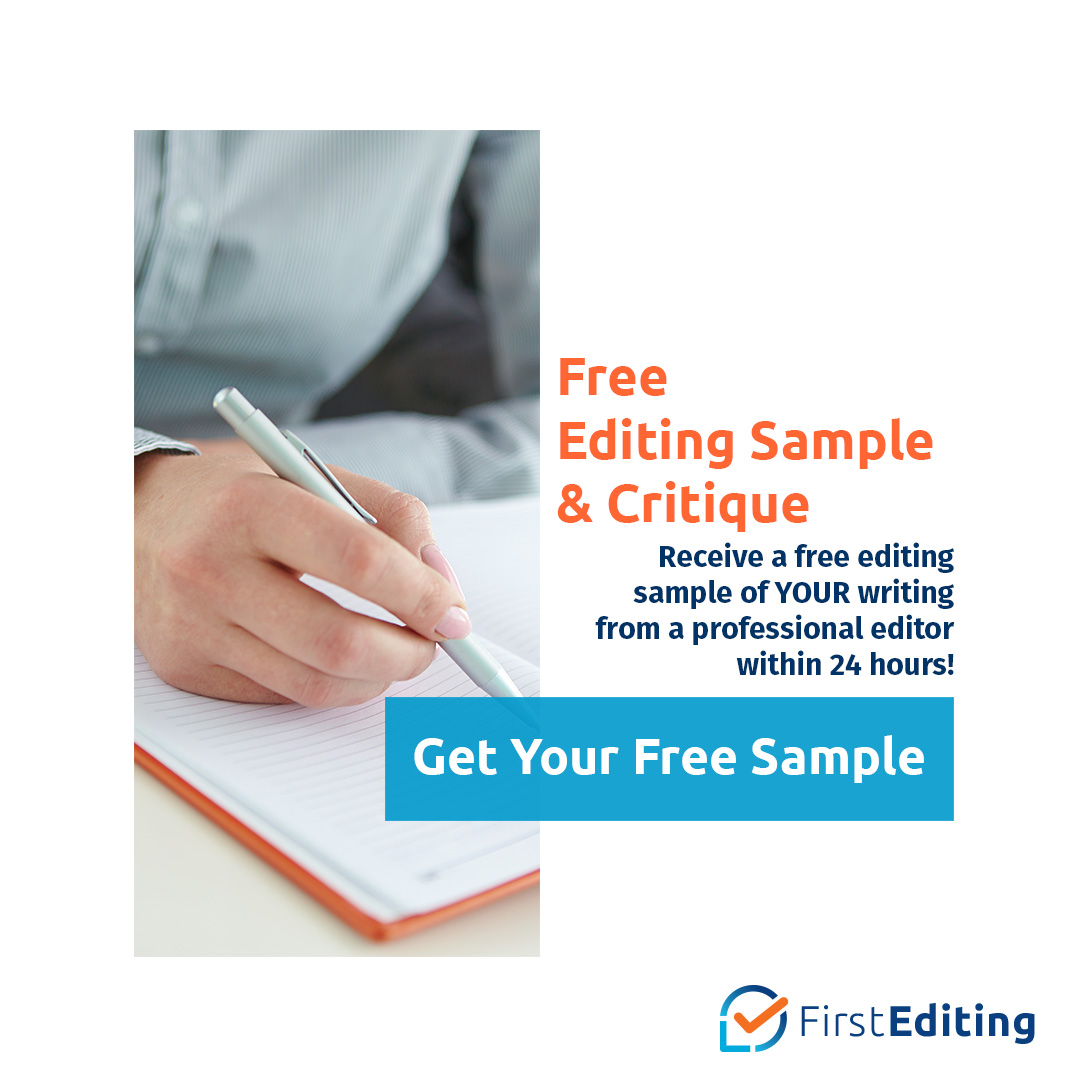 Free
Editing Sample
& Critique
Receive a free editing
sample of YOUR writing
from a professional editor
within 24 hours!
Get Your Free Sample
FirstEditing